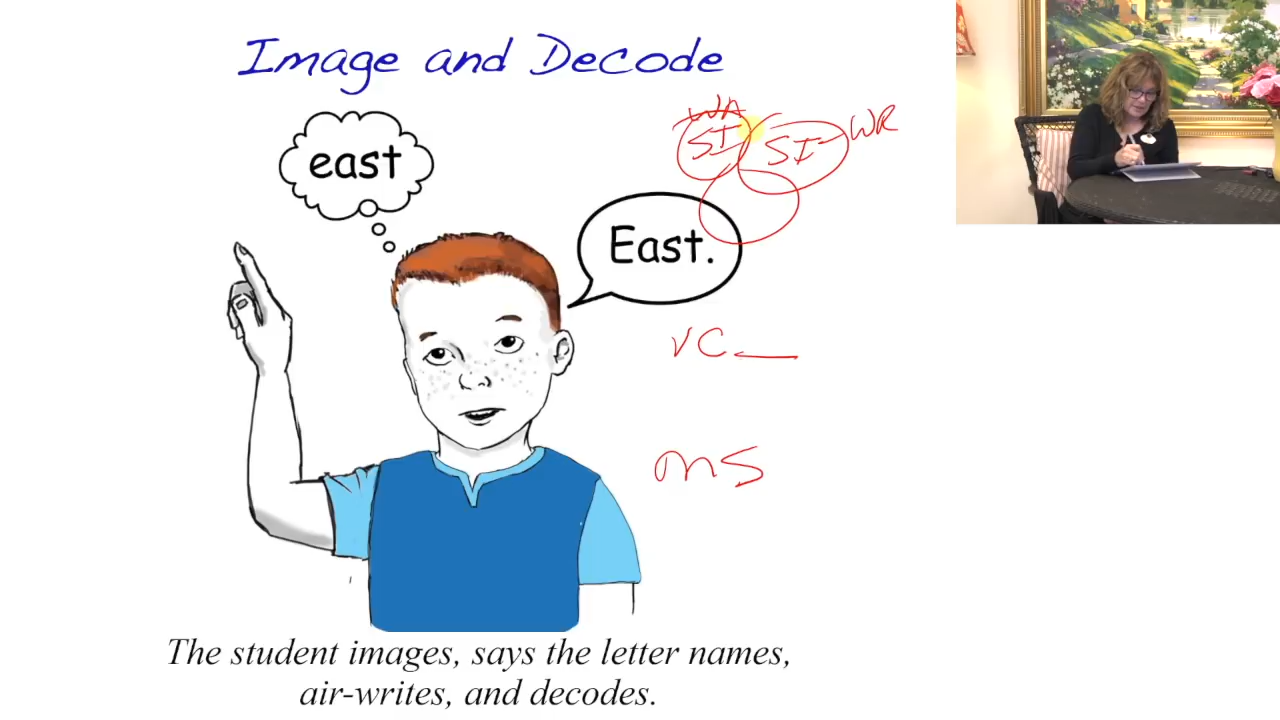 Image and Decode
WA
SI SI WR
east
East.
VC
ms
The student images, says the letter names,
air-writes, and decodes.